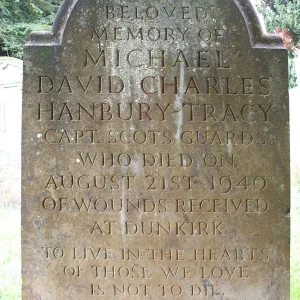 BELOVED
MEMORY OF
MICHAEL
DAVID CHARLES
HANBURY-TRACY
CAPT. SCOTS GUARDS
WHO DIED ON
AUGUST 21ST 1940
OF WOUNDS RECEIVED
AT DUNKIRK
TO LIVE IN THE HEARTS
OF THOSE WE LOVE
IS NOT TO DIE.